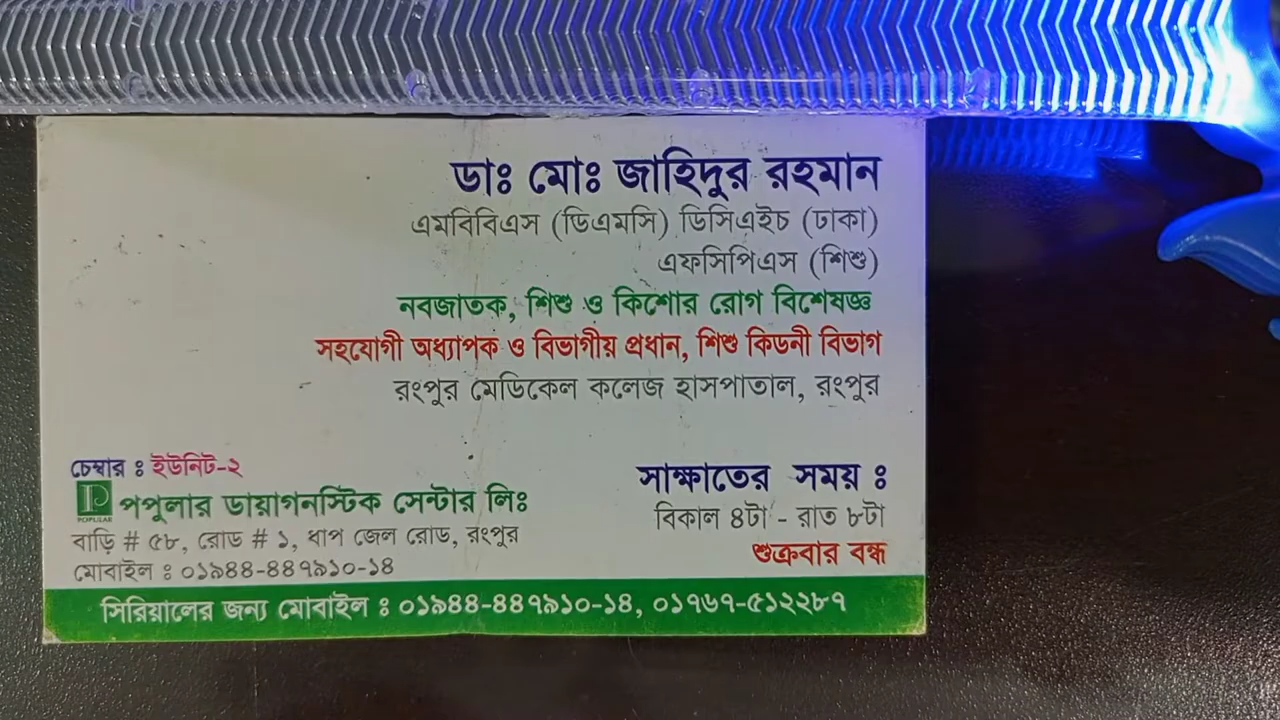 ডাঃ মোঃ জাহিদুর রহমান
এমবিবিএস (ডিএমসি) ডিসিএইচ (ঢাকা)
এফসিপিএস (শিশু)
নবজাতক, শিশু ও কিশোর রোগ বিশেষজ্ঞ
সহযোগী অধ্যাপক ও বিভাগীয় প্রধান, শিশু কিডনী বিভাগ
রংপুর মেডিকেল কলেজ হাসপাতাল, রংপুর
চেম্বার ঃ ইউনিট-২
POPULAR
পপুলার ডায়াগনস্টিক সেন্টার লিঃ
বাড়ি # ৫৮, রোড # ১, ধাপ জেল রোড, রংপুর
মোবাইল ঃ ০১৯৪৪-৪৪৭৯১০-১৪
সাক্ষাতের সময় ঃ
বিকাল ৪টা - রাত ৮টা
শুক্রবার বন্ধ
সিরিয়ালের জন্য মোবাইল ঃ ০১৯৪৪-৪৪৭৯১০-১৪, ০১৭৬৭-৫১২২৮৭